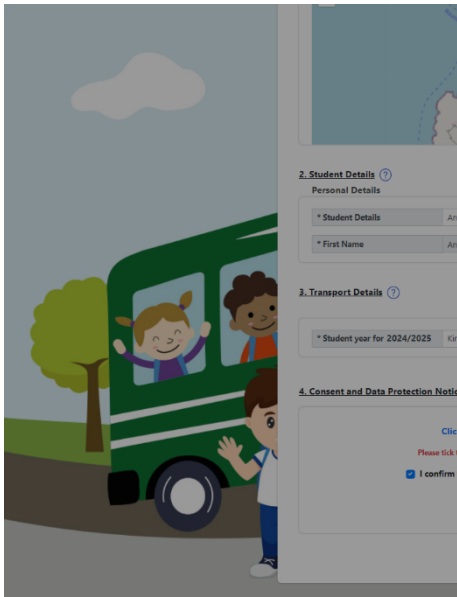 2. Student Details ?
Personal Details
* Student Details
* First Name
3. Transport Details ?
* Student year for 2024/2025
4. Consent and Data Protection
Please tick
I confirm